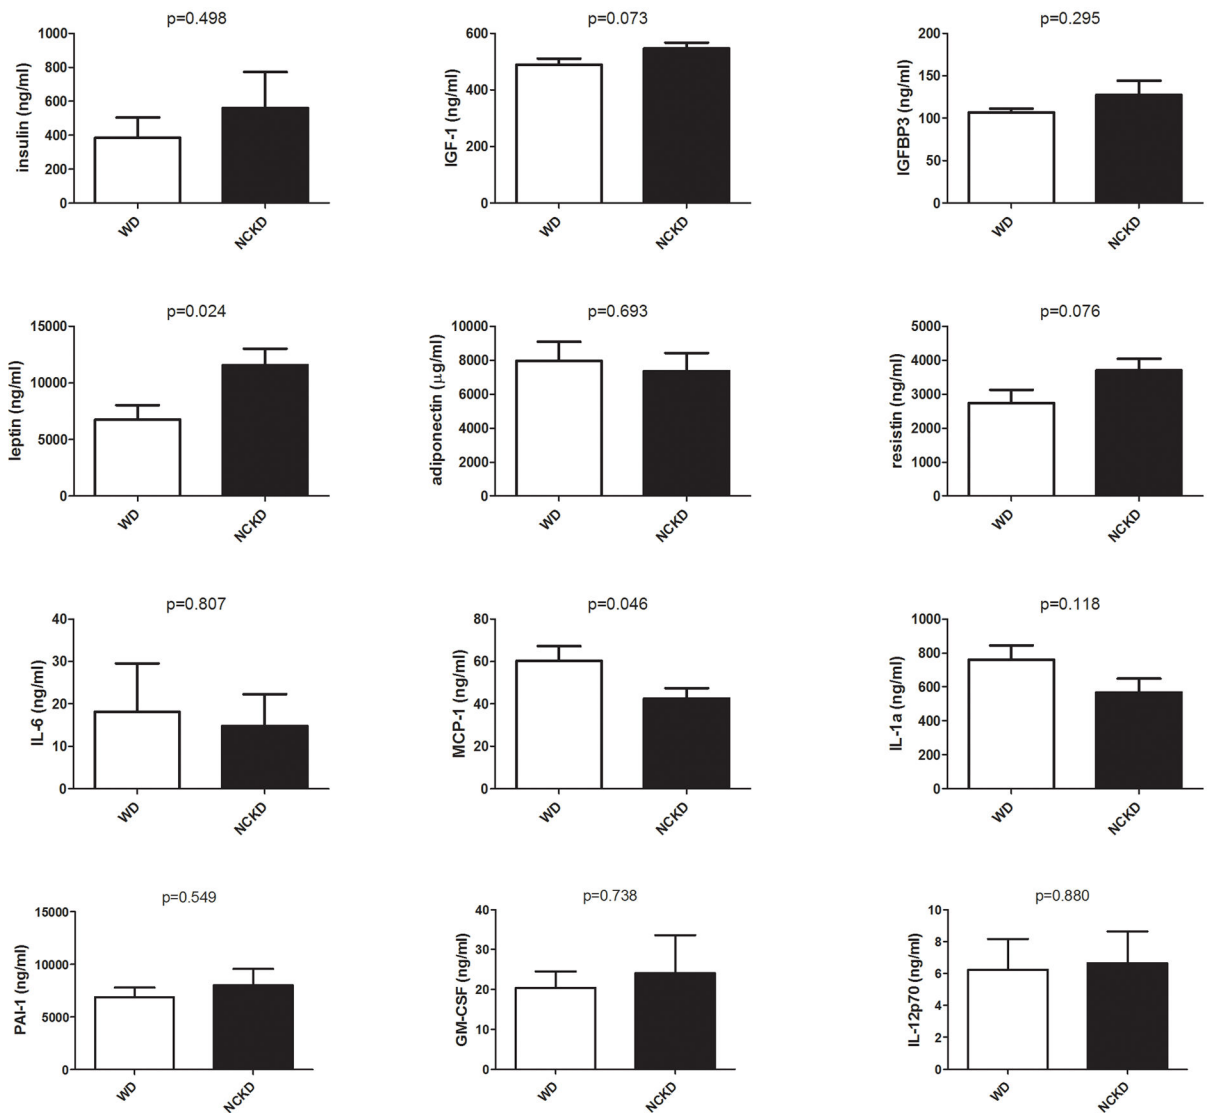 p=0.498
insulin (ng/ml)
1000
800
600
400
200
0
WD
NCKD
p=0.073
IGF-1 (ng/ml)
600
400
200
0
WD
NCKD
p=0.295
IGFBP3 (ng/ml)
200
150
100
50
0
WD
NCKD
p=0.024
leptin (ng/ml)
15000
10000
5000
0
WD
NCKD
p=0.693
adiponectin (μg/ml)
10000
8000
6000
4000
2000
0
WD
NCKD
p=0.076
resistin (ng/ml)
5000
4000
3000
2000
1000
0
WD
NCKD
p=0.807
IL-6 (ng/ml)
40
30
20
10
0
WD
NCKD
p=0.046
MCP-1 (ng/ml)
80
60
40
20
0
WD
NCKD
p=0.118
IL-1a (ng/ml)
1000
800
600
400
200
0
WD
NCKD
p=0.549
PAI-1 (ng/ml)
15000
10000
5000
0
WD
NCKD
p=0.738
GM-CSF (ng/ml)
40
30
20
10
0
WD
NCKD
p=0.880
IL-12p70 (ng/ml)
10
8
6
4
2
0
WD
NCKD